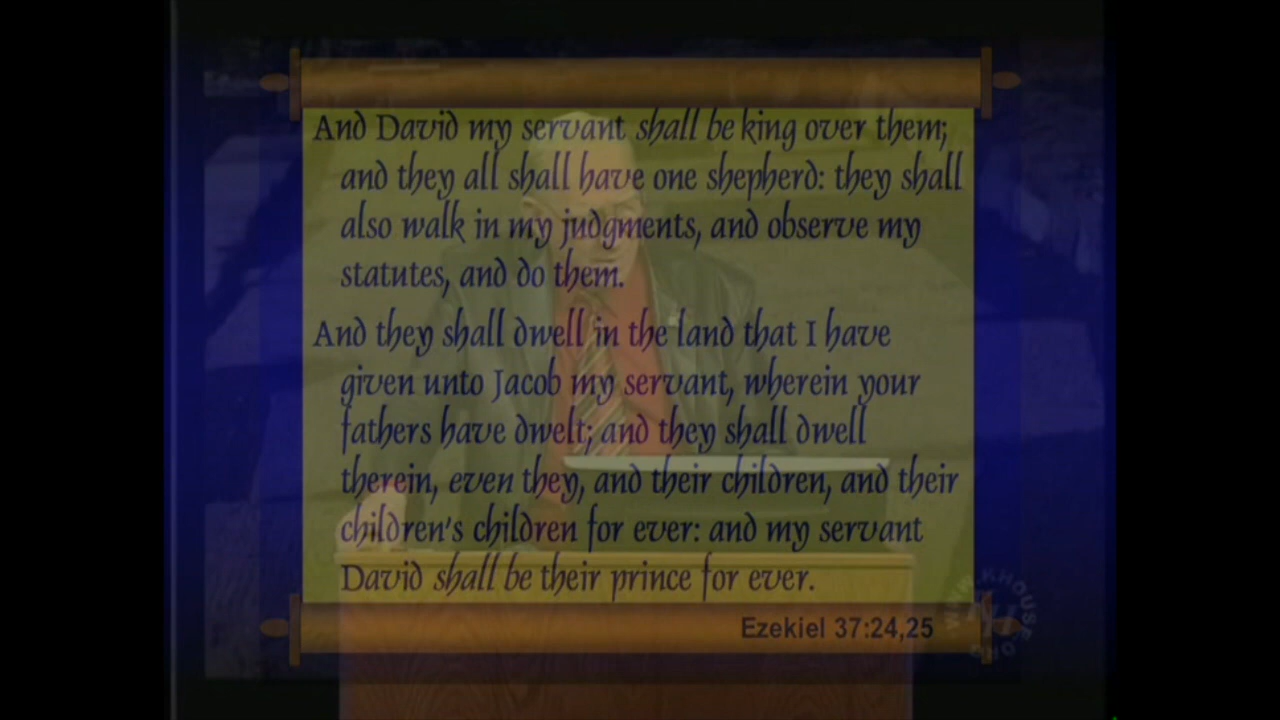 And David my servant shall be king over them;
and they all shall have one shepherd: they shall
also walk in my judgments, and observe my
statutes, and do them.
And they shall dwell in the land that I have
given unto Jacob my servant, wherein your
fathers have dwelt; and they shall dwell
therein, even they, and their children, and their
children's children for ever: and my servant
David shall be their prince for ever.
Ezekiel 37:24,25
WWW.KHOUSE.ORG